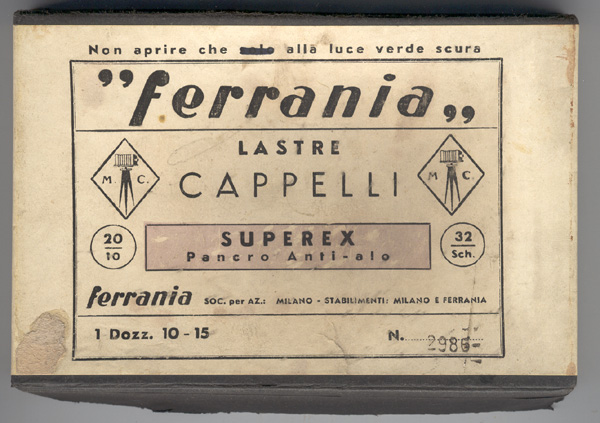 Non aprire che solo alla luce verde scura
"ferrania„
LASTRE
CAPPELLI
M C. M C.
20/10 SUPEREX 32 Sch.
Pancro Anti-alo
ferrania SOC. per AZ.: MILANO - STABILIMENTI: MILANO E FERRANIA
1 Dozz. 10-15 N. 2986